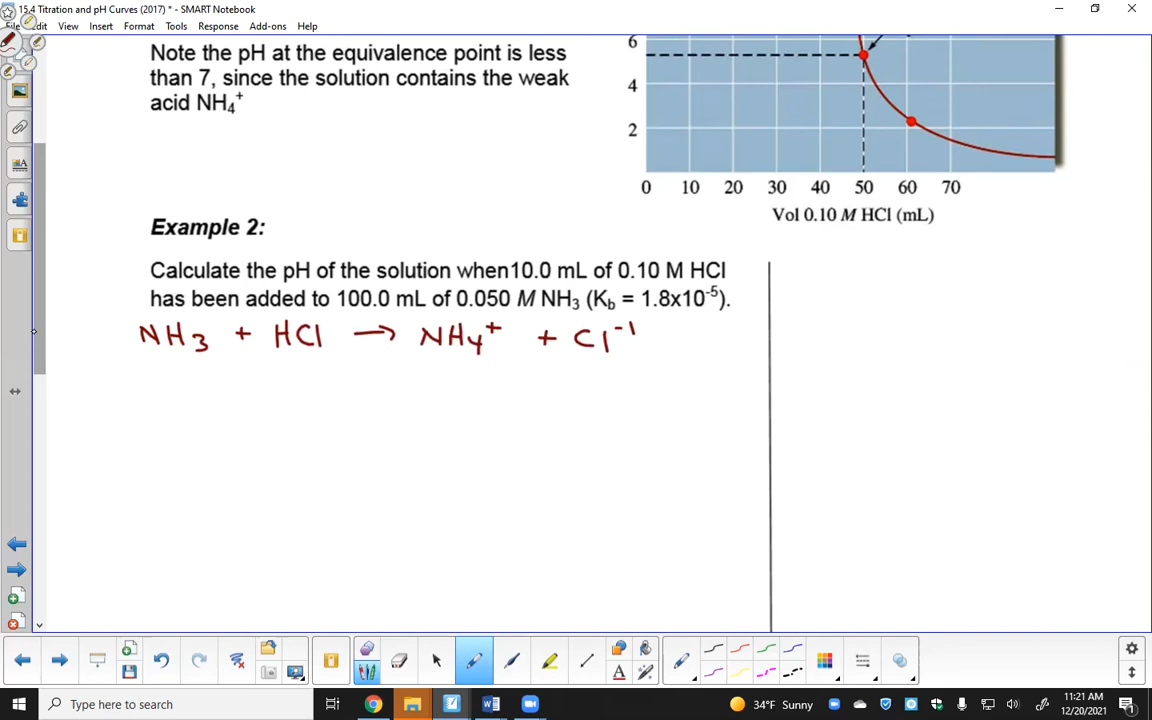 15.4 Titration and pH Curves (2017) * - SMART Notebook
File Edit View Insert Format Tools Add-ons Help
Note the pH at the equivalence point is less
than 7, since the solution contains the weak
acid NH₄⁺
6
4
2
0 10 20 30 40 50 60 70
Vol 0.10 M HCl (mL)
Example 2:
Calculate the pH of the solution when10.0 mL of 0.10 M HCl
has been added to 100.0 mL of 0.050 M NH₃ (K_b = 1.8x10⁻⁵).
NH₃ + HCl → NH₄⁺ + Cl⁻¹
Type here to search
34°F Sunny
11:21 AM
12/20/2021
1